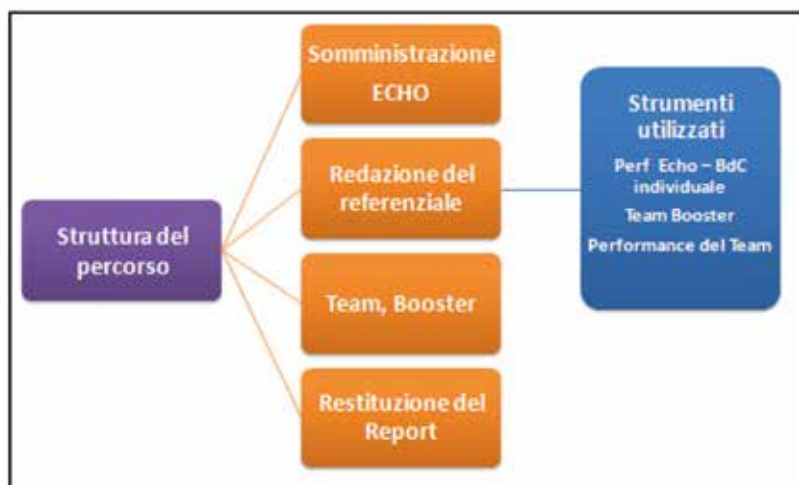 Struttura del
percorso
Somministrazione
ECHO
Redazione del
referenziale
Team, Booster
Restituzione del
Report
Strumenti
utilizzati
Perf Echo – BdC
individuale
Team Booster
Performance del Team